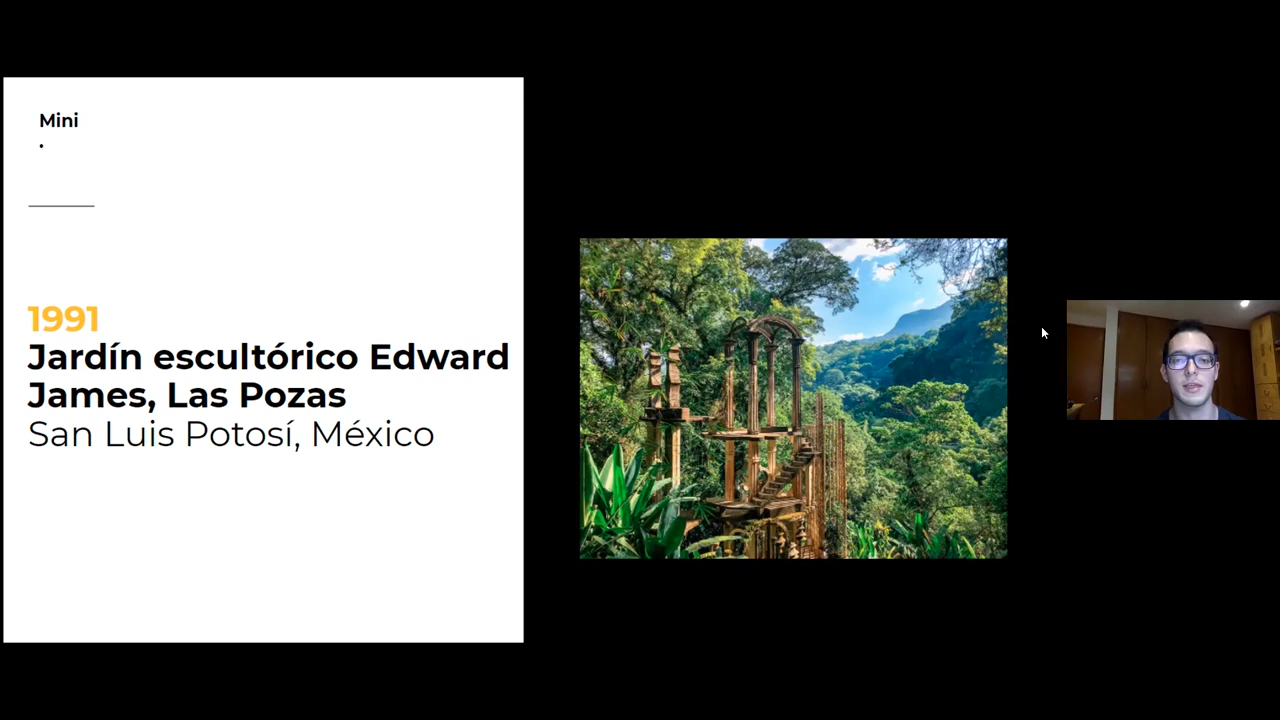 Mini
.
1991
Jardín escultórico Edward
James, Las Pozas
San Luis Potosí, México